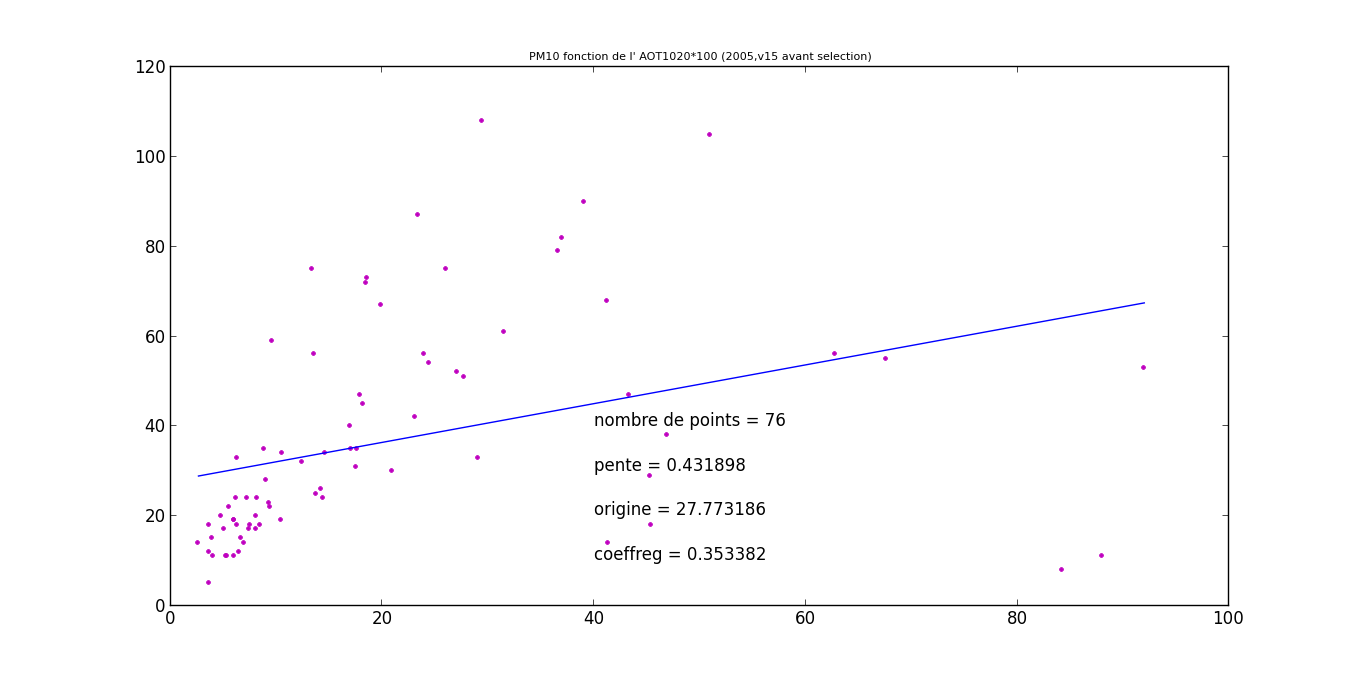 PM10 fonction de l' AOT1020*100 (2005,v15 avant selection)
120
100
80
60
40
20
0
nombre de points = 76
pente = 0.431898
origine = 27.773186
coeffreg = 0.353382
0 20 40 60 80 100